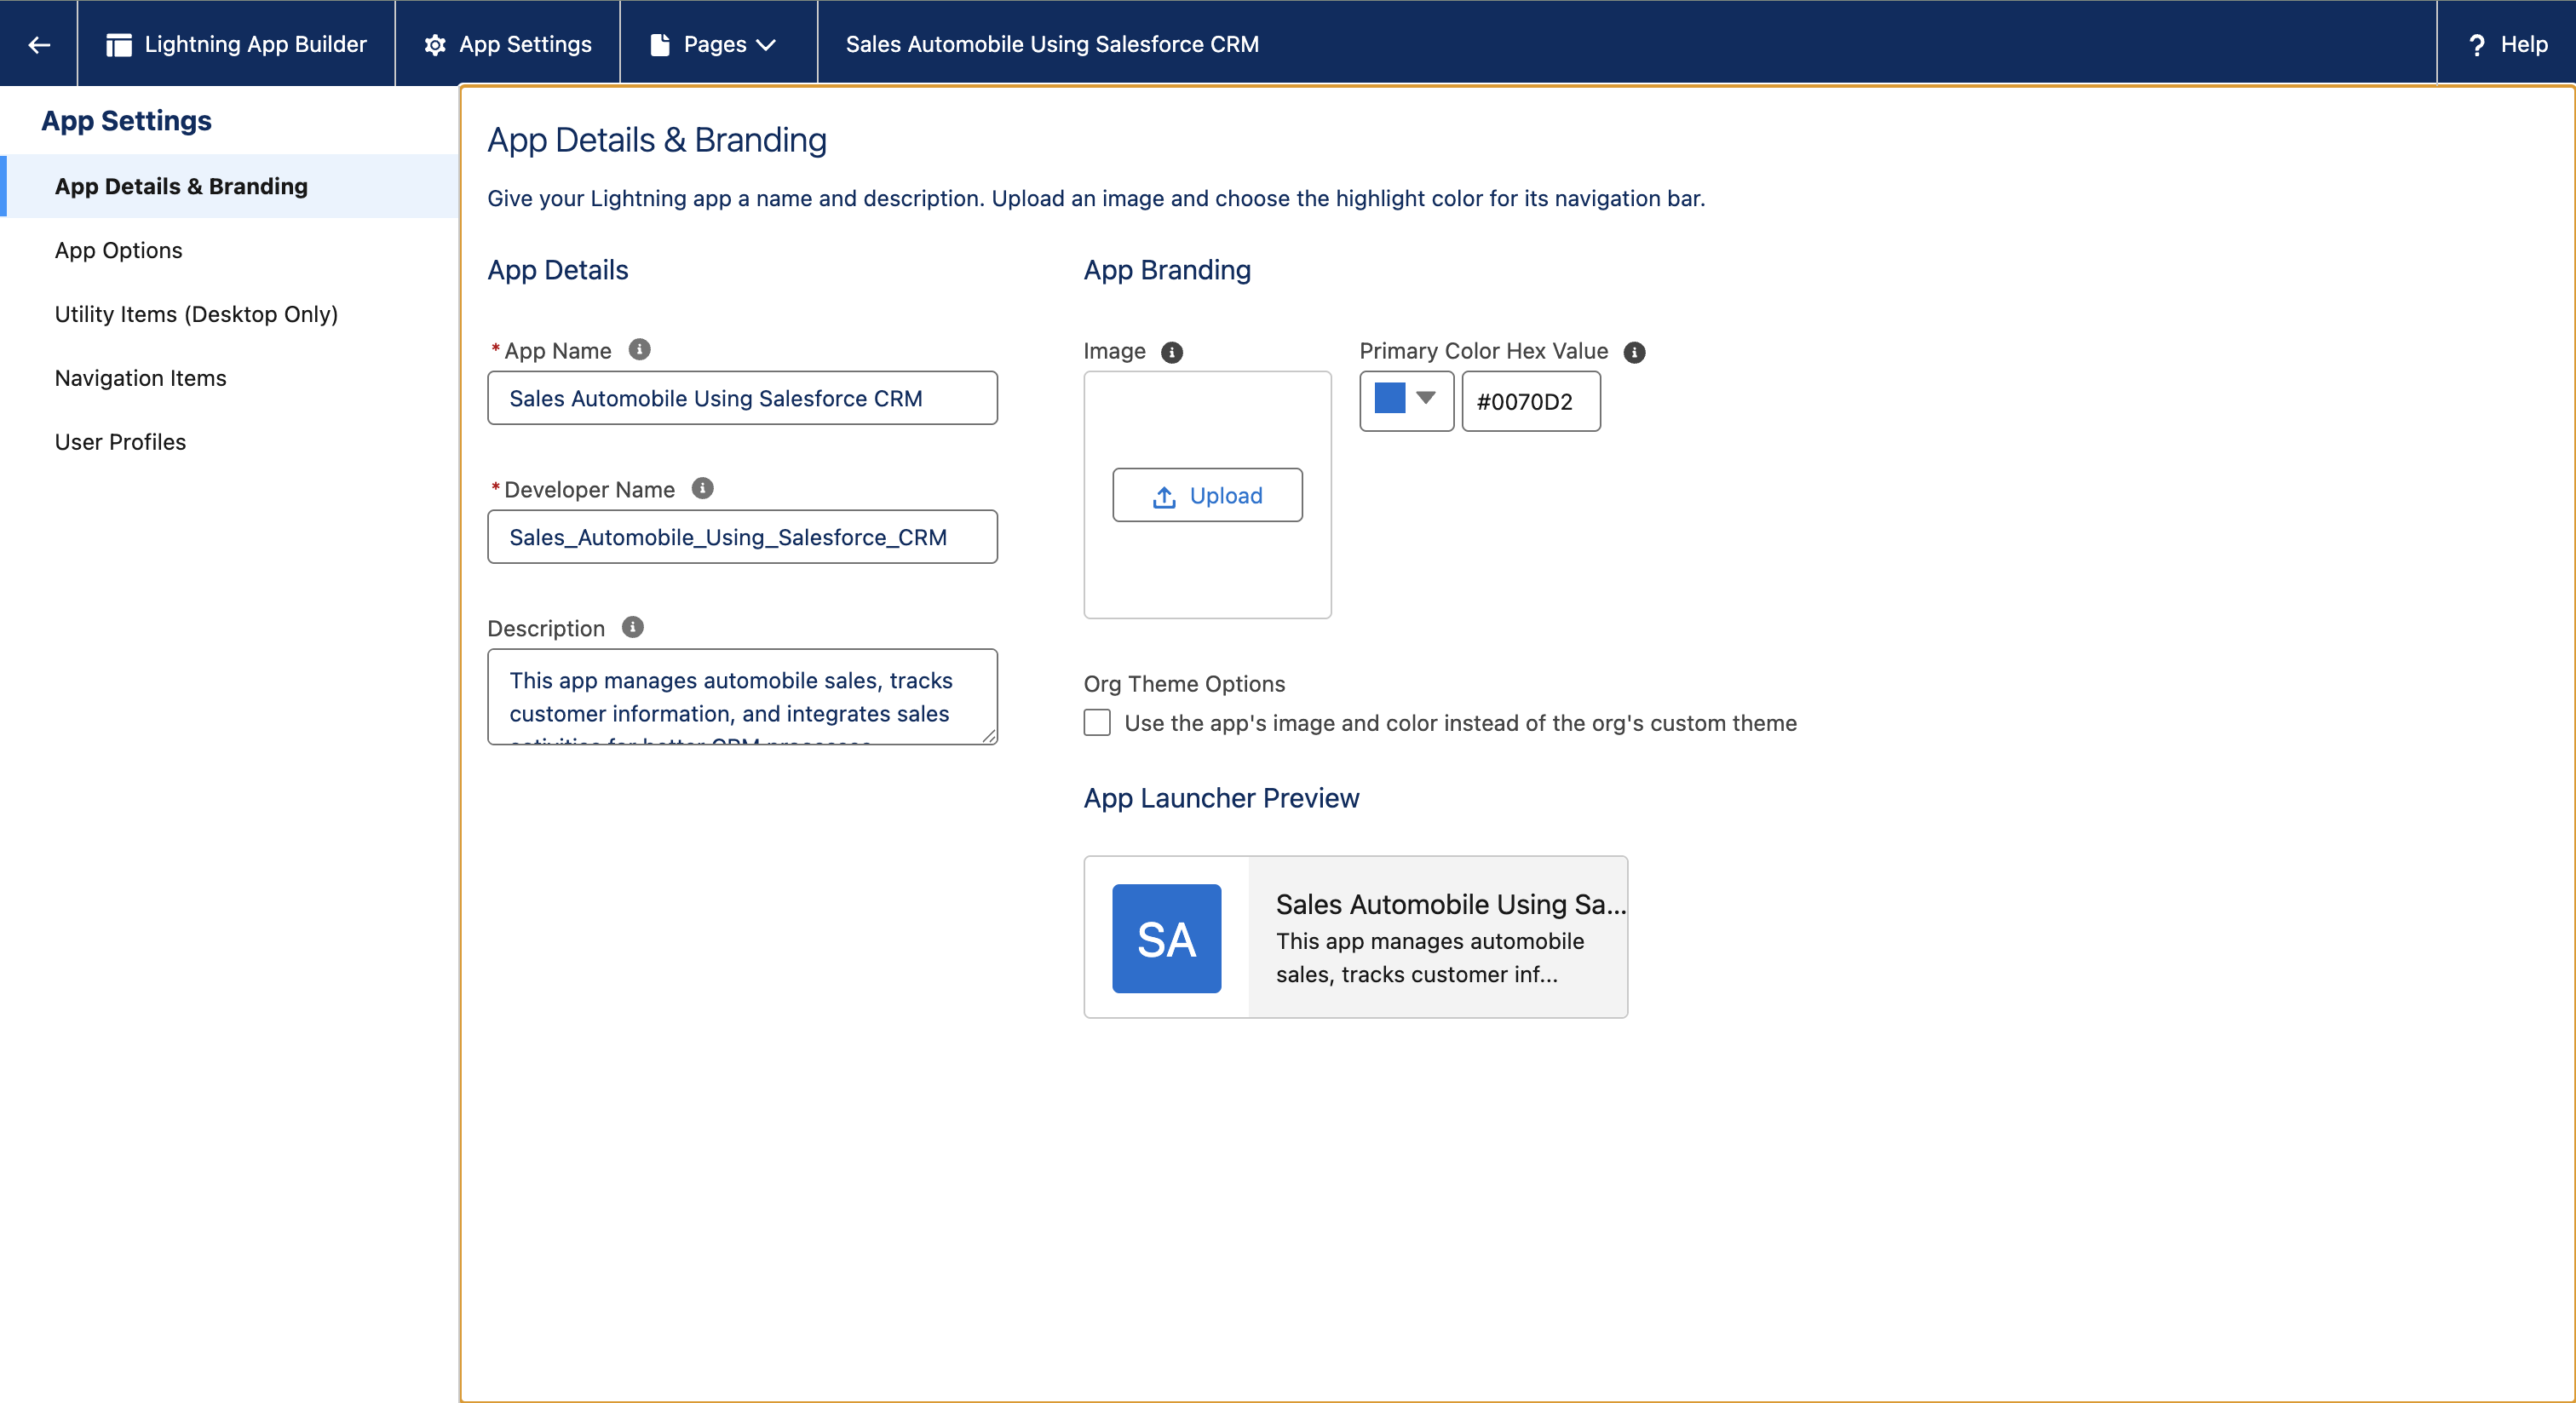 Lightning App Builder
App Settings
Pages
Sales Automobile Using Salesforce CRM
? Help
App Settings
App Details & Branding
App Options
Utility Items (Desktop Only)
Navigation Items
User Profiles
App Details & Branding
Give your Lightning app a name and description. Upload an image and choose the highlight color for its navigation bar.
App Details
* App Name
Sales Automobile Using Salesforce CRM
* Developer Name
Sales_Automobile_Using_Salesforce_CRM
Description
This app manages automobile sales, tracks
customer information, and integrates sales
activities for better CRM processes
App Branding
Image
Upload
Primary Color Hex Value
#0070D2
Org Theme Options
Use the app's image and color instead of the org's custom theme
App Launcher Preview
SA
Sales Automobile Using Sa...
This app manages automobile
sales, tracks customer inf...